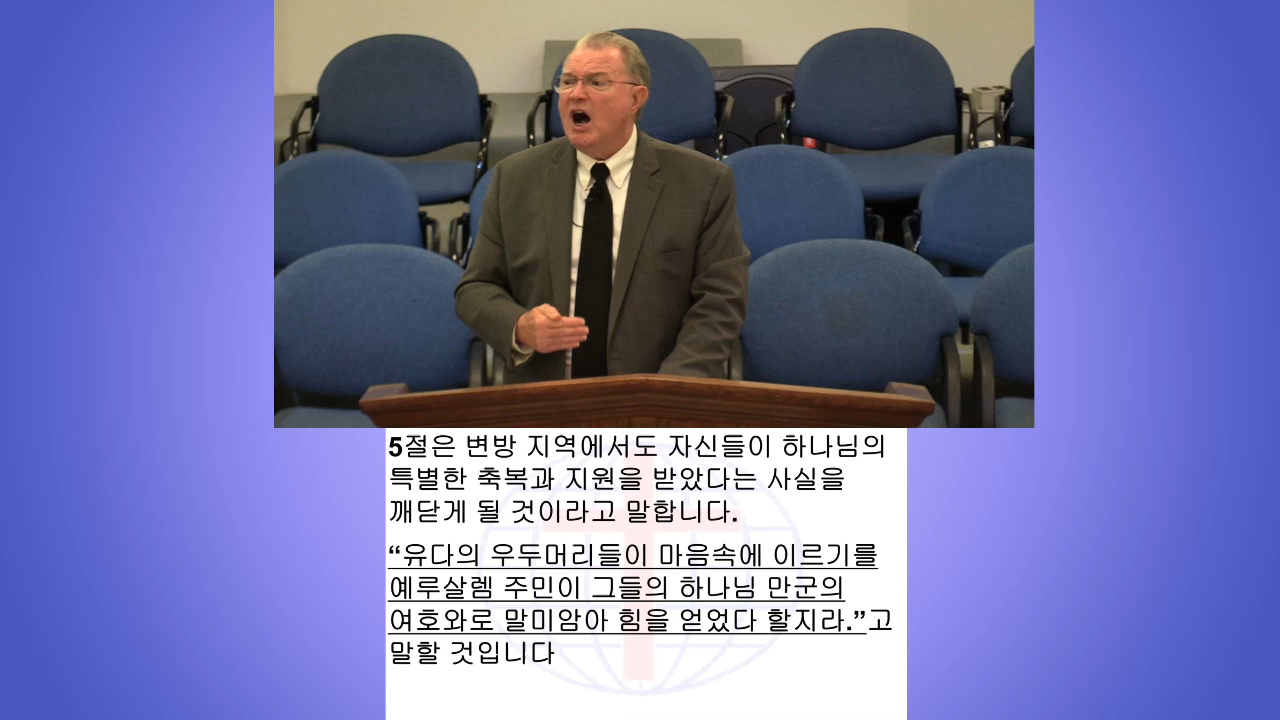 5절은 변방 지역에서도 자신들이 하나님의
특별한 축복과 지원을 받았다는 사실을
깨닫게 될 것이라고 말합니다.
“유다의 우두머리들이 마음속에 이르기를
예루살렘 주민이 그들의 하나님 만군의
여호와로 말미암아 힘을 얻었다 할지라.”고
말할 것입니다